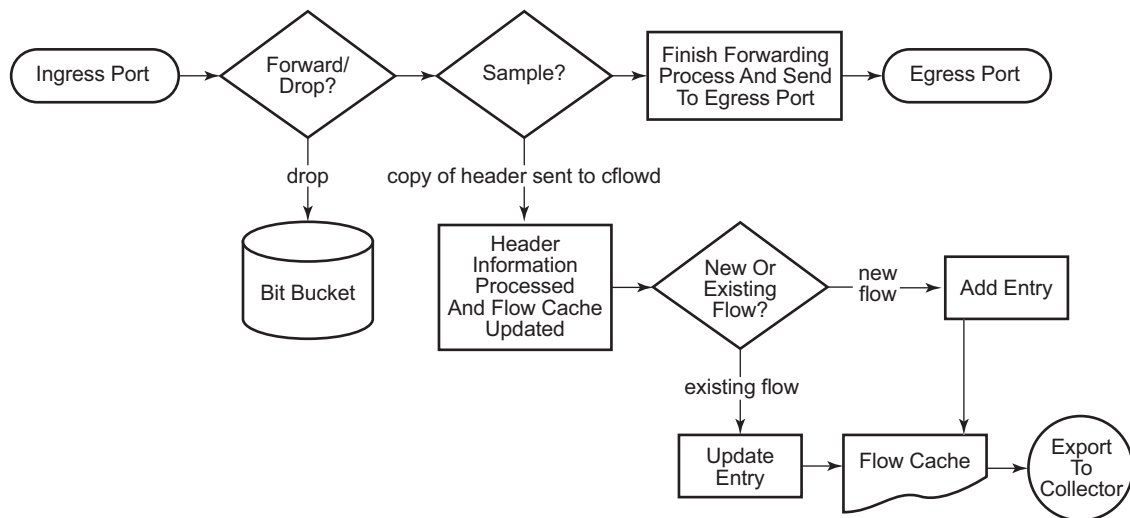 Ingress Port
Forward/
Drop?
Sample?
Finish Forwarding
Process And Send
To Egress Port
Egress Port
drop
copy of header sent to cflowd
Bit Bucket
Header
Information
Processed
And Flow Cache
Updated
New Or
Existing
Flow?
new
flow
Add Entry
existing flow
Update
Entry
Flow Cache
Export
To
Collector